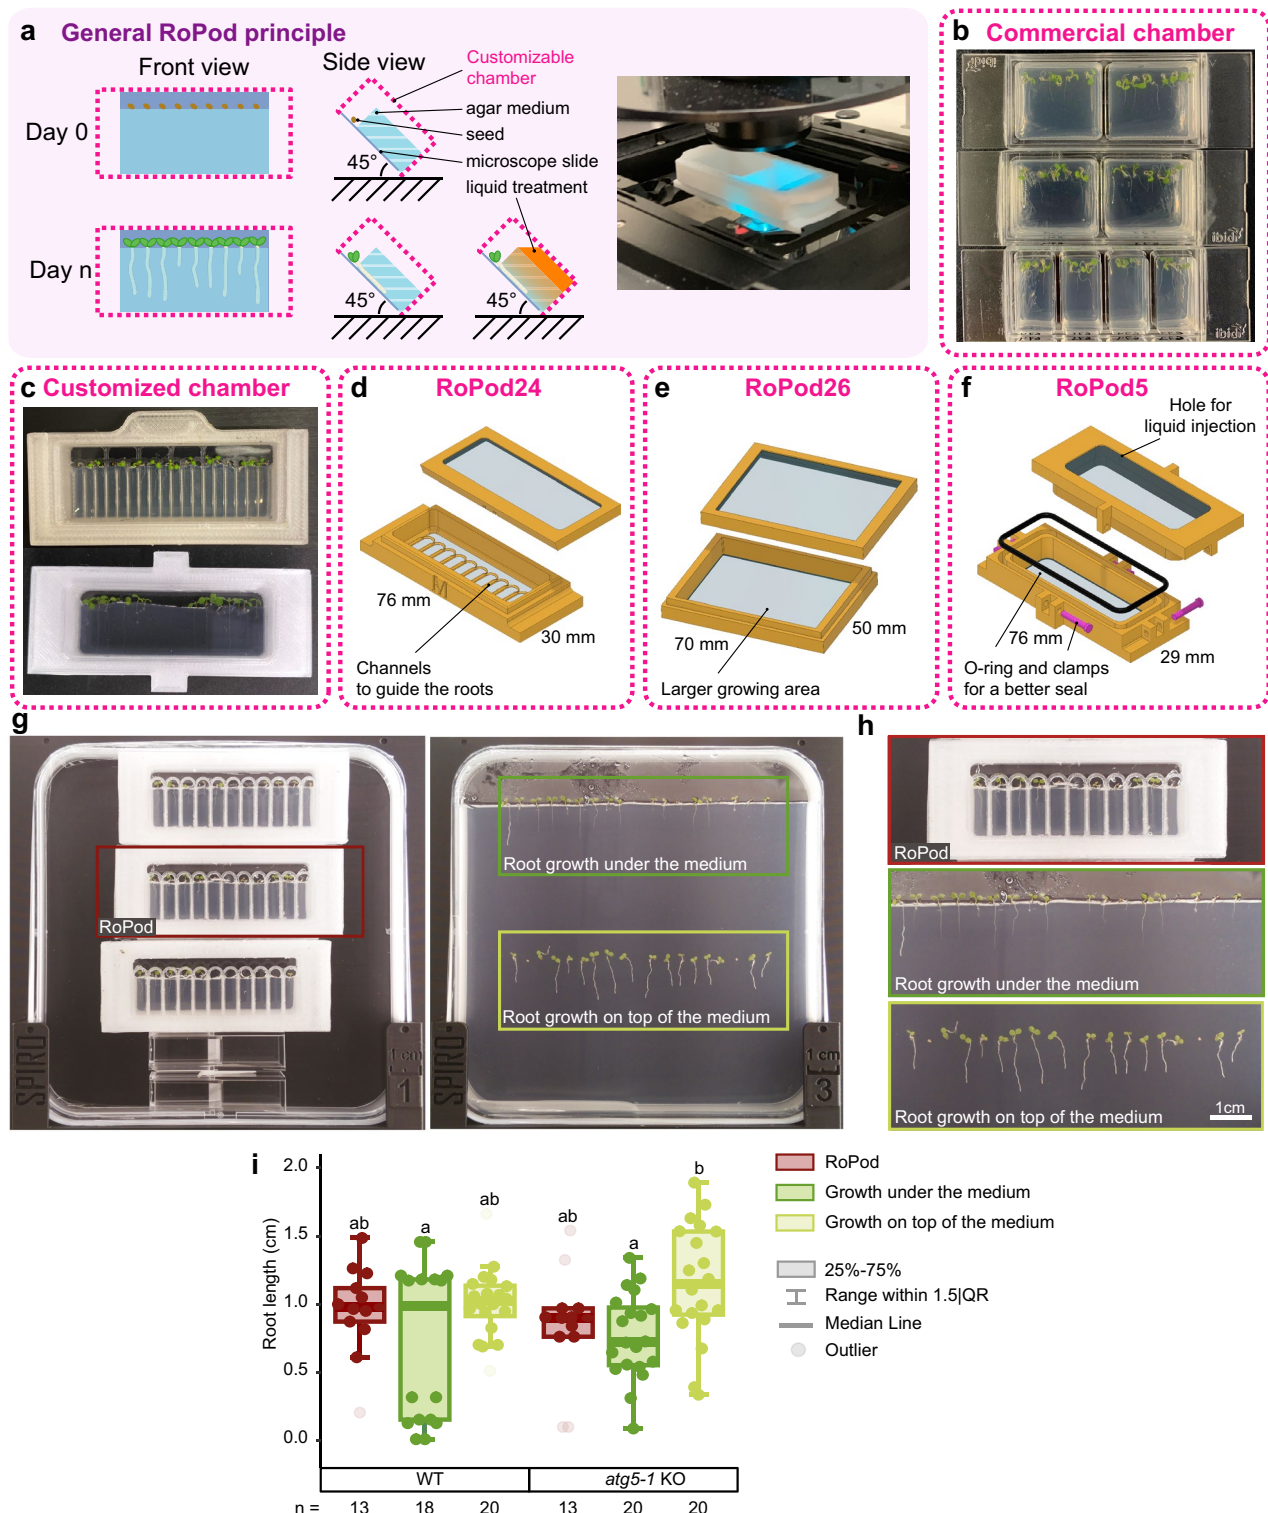 a General RoPod principle
Front view
Side view
Customizable
chamber
agar medium
seed
microscope slide
liquid treatment
Day 0
45°
Day n
45°
45°
b Commercial chamber
ibidi
ibidi
ibidi
c Customized chamber
d RoPod24
76 mm
30 mm
Channels
to guide the roots
e RoPod26
70 mm
50 mm
Larger growing area
f RoPod5
Hole for
liquid injection
76 mm
29 mm
O-ring and clamps
for a better seal
g
RoPod
SPIRO
1 cm
1
Root growth under the medium
Root growth on top of the medium
SPIRO
1 cm
3
h
RoPod
Root growth under the medium
Root growth on top of the medium
1cm
i
Root length (cm)
2.0
1.5
1.0
0.5
0.0
ab
a
ab
ab
a
b
WT
atg5-1 KO
n = 13 18 20 13 20 20
RoPod
Growth under the medium
Growth on top of the medium
25%-75%
Range within 1.5|QR
Median Line
Outlier